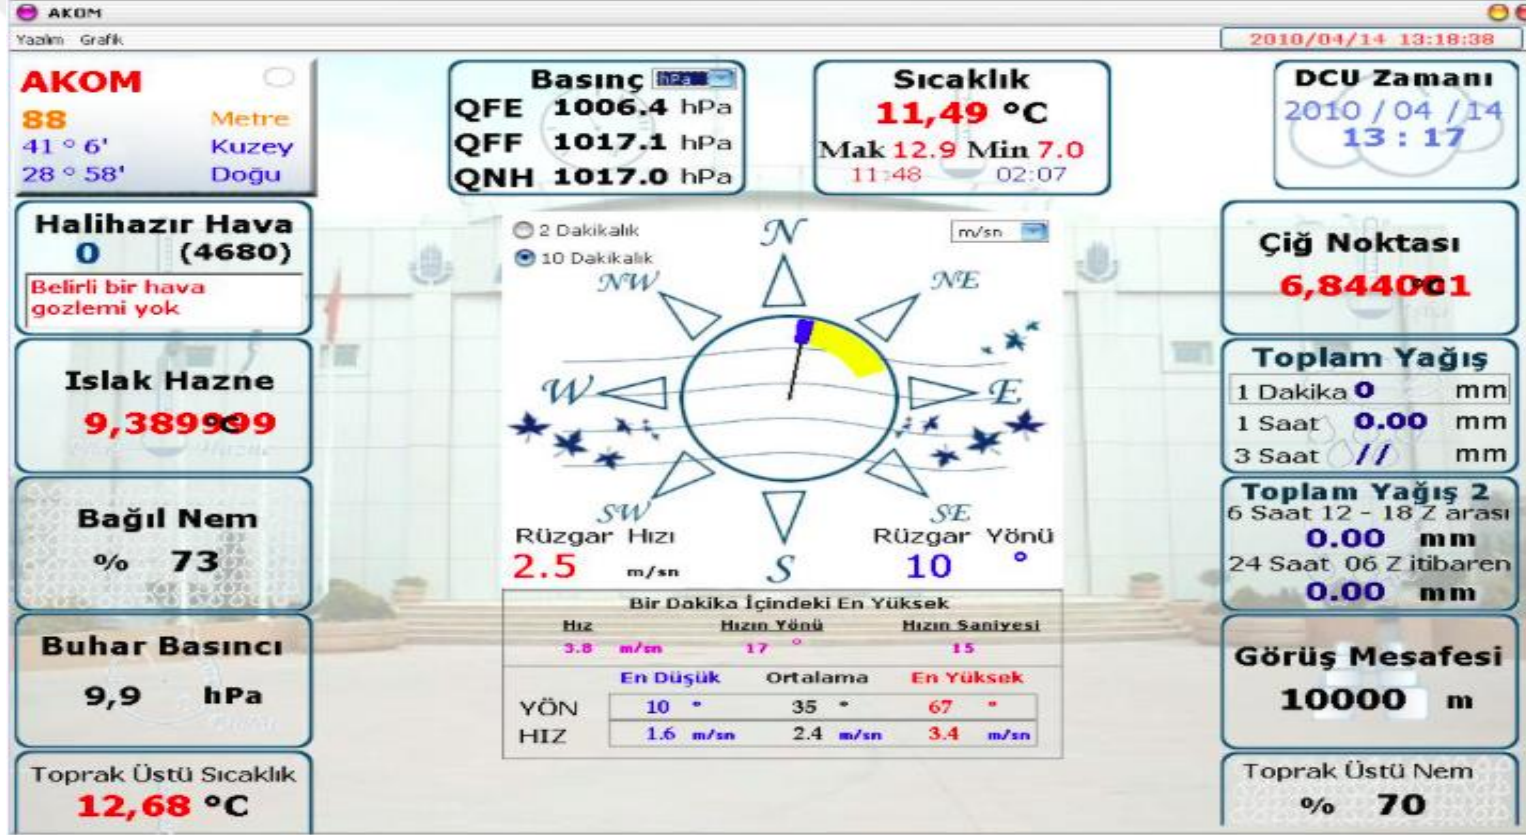 AKOM
Yazılım Grafik
2010/04/14 13:18:38
AKOM
88 Metre
41 ° 6' Kuzey
28 ° 58' Doğu
Basınç hPa
QFE 1006.4 hPa
QFF 1017.1 hPa
QNH 1017.0 hPa
Sıcaklık
11,49 °C
Mak 12.9 Min 7.0
11:48 02:07
DCU Zamanı
2010 / 04 / 14
13 : 17
Halihazır Hava
0 (4680)
Belirli bir hava
gozlemi yok
Islak Hazne
9,389999 °C
Bağıl Nem
% 73
Buhar Basıncı
9,9 hPa
Toprak Üstü Sıcaklık
12,68 °C
2 Dakikalık
10 Dakikalık
m/sn
N
NW NE
W E
SW SE
S
Rüzgar Hızı
2.5 m/sn
Rüzgar Yönü
10 °
Bir Dakika İçindeki En Yüksek
Hız Hızın Yönü Hızın Saniyesi
3.8 m/sn 17 ° 15
En Düşük Ortalama En Yüksek
YÖN 10 ° 35 ° 67 °
HIZ 1.6 m/sn 2.4 m/sn 3.4 m/sn
Çiğ Noktası
°C
Toplam Yağış
1 Dakika 0 mm
1 Saat 0.00 mm
3 Saat // mm
Toplam Yağış 2
6 Saat 12 - 18 Z arası
0.00 mm
24 Saat 06 Z itibaren
0.00 mm
Görüş Mesafesi
10000 m
Toprak Üstü Nem
% 70